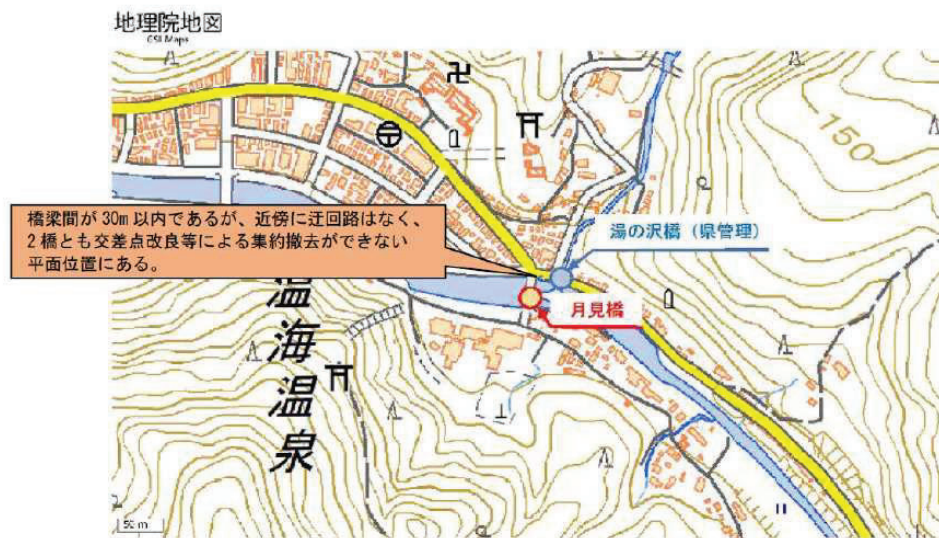 地理院地図
GSI Maps
150
橋梁間が30m以内であるが、近傍に迂回路はなく、
2橋とも交差点改良等による集約撤去ができない
平面位置にある。
湯の沢橋（県管理）
月見橋
温海温泉
50 m